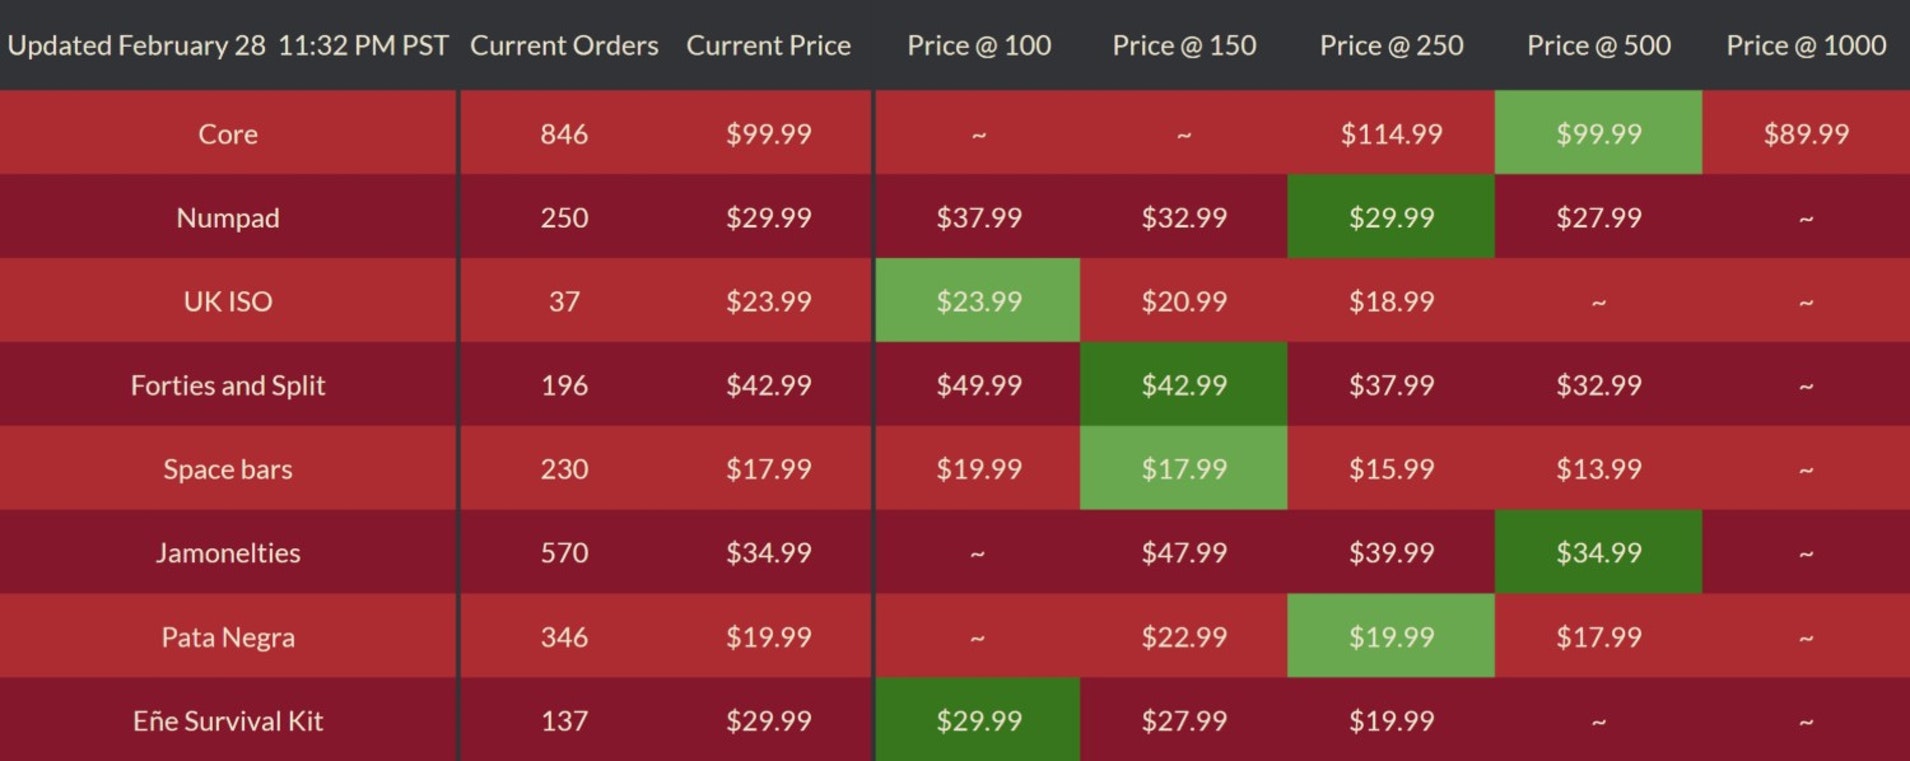 Updated February 28  11:32 PM PST Current Orders Current Price Price @ 100 Price @ 150 Price @ 250 Price @ 500 Price @ 1000
Core 846 $99.99 ~ ~ $114.99 $99.99 $89.99
Numpad 250 $29.99 $37.99 $32.99 $29.99 $27.99 ~
UK ISO 37 $23.99 $23.99 $20.99 $18.99 ~ ~
Forties and Split 196 $42.99 $49.99 $42.99 $37.99 $32.99 ~
Space bars 230 $17.99 $19.99 $17.99 $15.99 $13.99 ~
Jamonelties 570 $34.99 ~ $47.99 $39.99 $34.99 ~
Pata Negra 346 $19.99 ~ $22.99 $19.99 $17.99 ~
Eñe Survival Kit 137 $29.99 $29.99 $27.99 $19.99 ~ ~